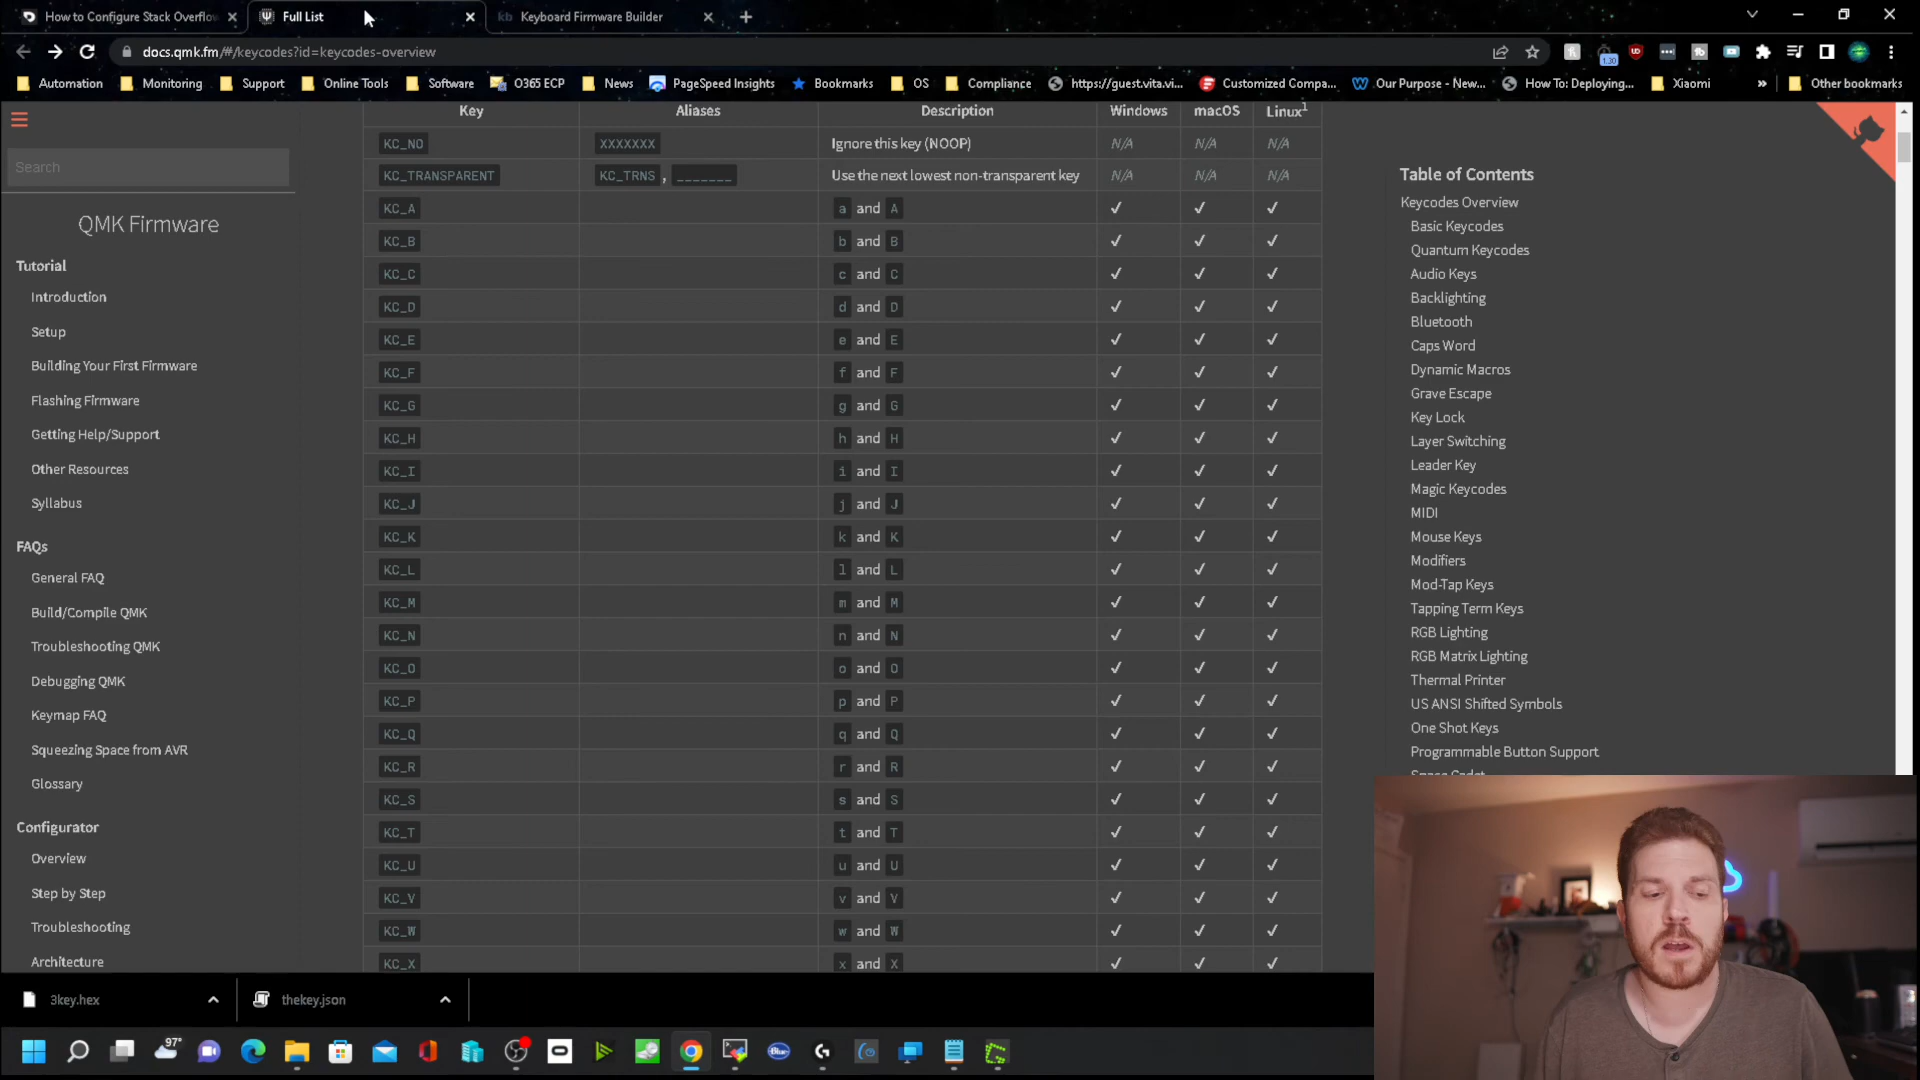 How to Configure Stack Overflo
Full List
kb Keyboard Firmware Builder
docs.qmk.fm/#/keycodes?id=keycodes-overview
1.30
Automation Monitoring Support Online Tools Software O365 ECP News PageSpeed Insights Bookmarks OS Compliance https://guest.vita.vi... Customized Compa... Our Purpose - New... How To: Deploying... Xiaomi » Other bookmarks
Search
QMK Firmware
Tutorial
Introduction
Setup
Building Your First Firmware
Flashing Firmware
Getting Help/Support
Other Resources
Syllabus
FAQs
General FAQ
Build/Compile QMK
Troubleshooting QMK
Debugging QMK
Keymap FAQ
Squeezing Space from AVR
Glossary
Configurator
Overview
Step by Step
Troubleshooting
Architecture
Key Aliases Description Windows macOS Linux1
KC_NO XXXXXXX Ignore this key (NOOP) N/A N/A N/A
KC_TRANSPARENT KC_TRNS , _______ Use the next lowest non-transparent key N/A N/A N/A
KC_A a and A ✓ ✓ ✓
KC_B b and B ✓ ✓ ✓
KC_C c and C ✓ ✓ ✓
KC_D d and D ✓ ✓ ✓
KC_E e and E ✓ ✓ ✓
KC_F f and F ✓ ✓ ✓
KC_G g and G ✓ ✓ ✓
KC_H h and H ✓ ✓ ✓
KC_I i and I ✓ ✓ ✓
KC_J j and J ✓ ✓ ✓
KC_K k and K ✓ ✓ ✓
KC_L l and L ✓ ✓ ✓
KC_M m and M ✓ ✓ ✓
KC_N n and N ✓ ✓ ✓
KC_O o and O ✓ ✓ ✓
KC_P p and P ✓ ✓ ✓
KC_Q q and Q ✓ ✓ ✓
KC_R r and R ✓ ✓ ✓
KC_S s and S ✓ ✓ ✓
KC_T t and T ✓ ✓ ✓
KC_U u and U ✓ ✓ ✓
KC_V v and V ✓ ✓ ✓
KC_W w and W ✓ ✓ ✓
KC_X x and X ✓ ✓ ✓
Table of Contents
Keycodes Overview
Basic Keycodes
Quantum Keycodes
Audio Keys
Backlighting
Bluetooth
Caps Word
Dynamic Macros
Grave Escape
Key Lock
Layer Switching
Leader Key
Magic Keycodes
MIDI
Mouse Keys
Modifiers
Mod-Tap Keys
Tapping Term Keys
RGB Lighting
RGB Matrix Lighting
Thermal Printer
US ANSI Shifted Symbols
One Shot Keys
Programmable Button Support
3key.hex
thekey.json
97°
Blue